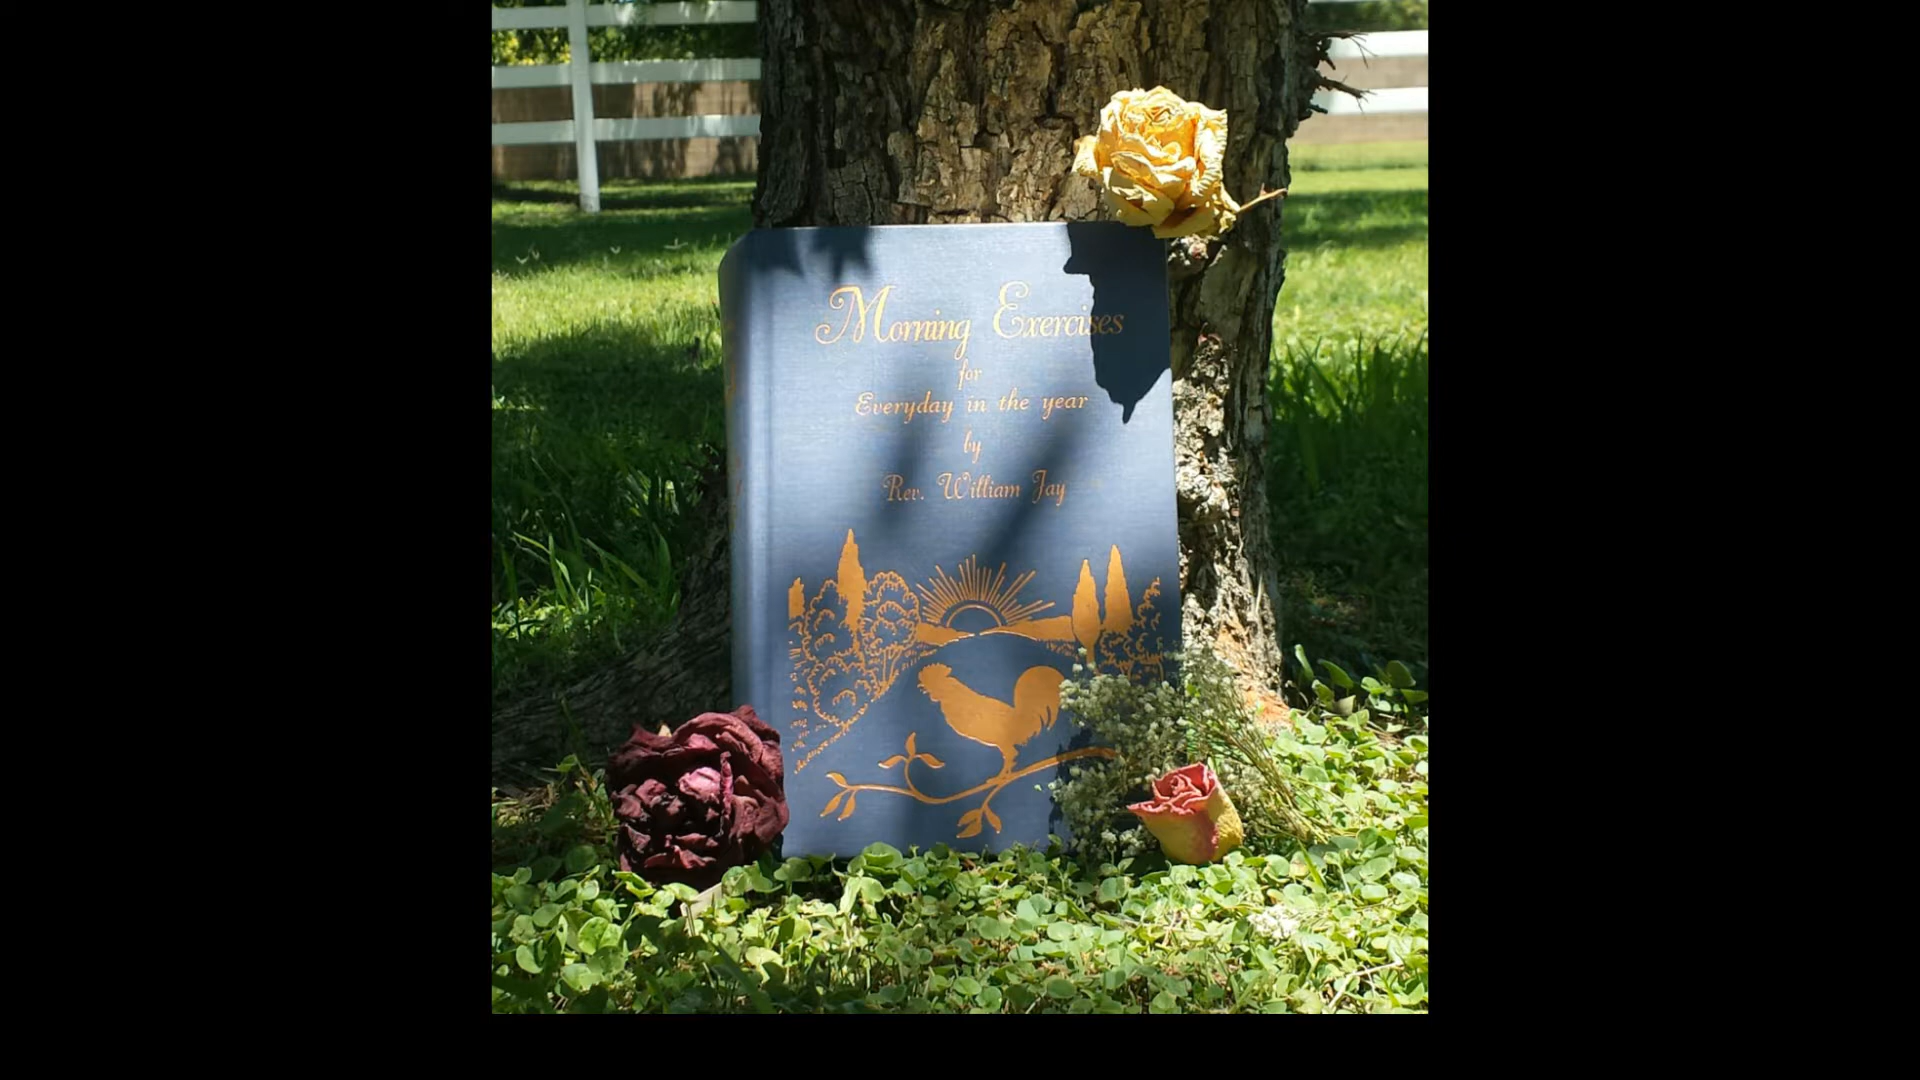 Morning Exercises
for
Everyday in the year
by
Rev. William Jay